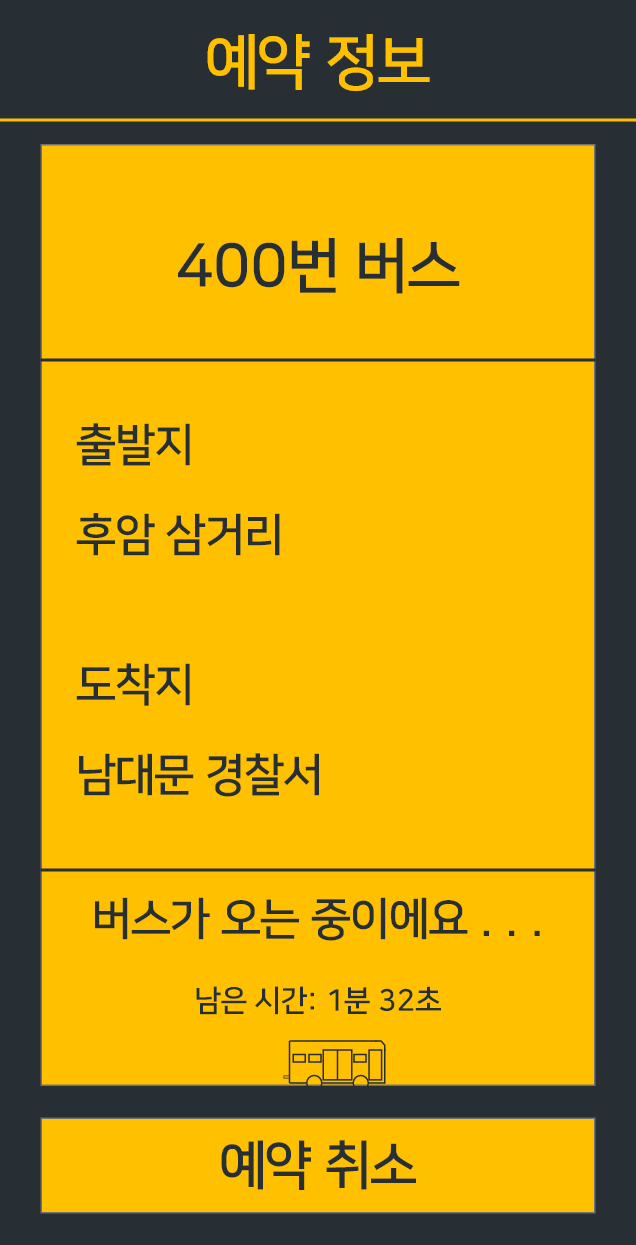 예약 정보
400번 버스
출발지
후암 삼거리
도착지
남대문 경찰서
버스가 오는 중이에요 . . .
남은 시간: 1분 32초
예약 취소